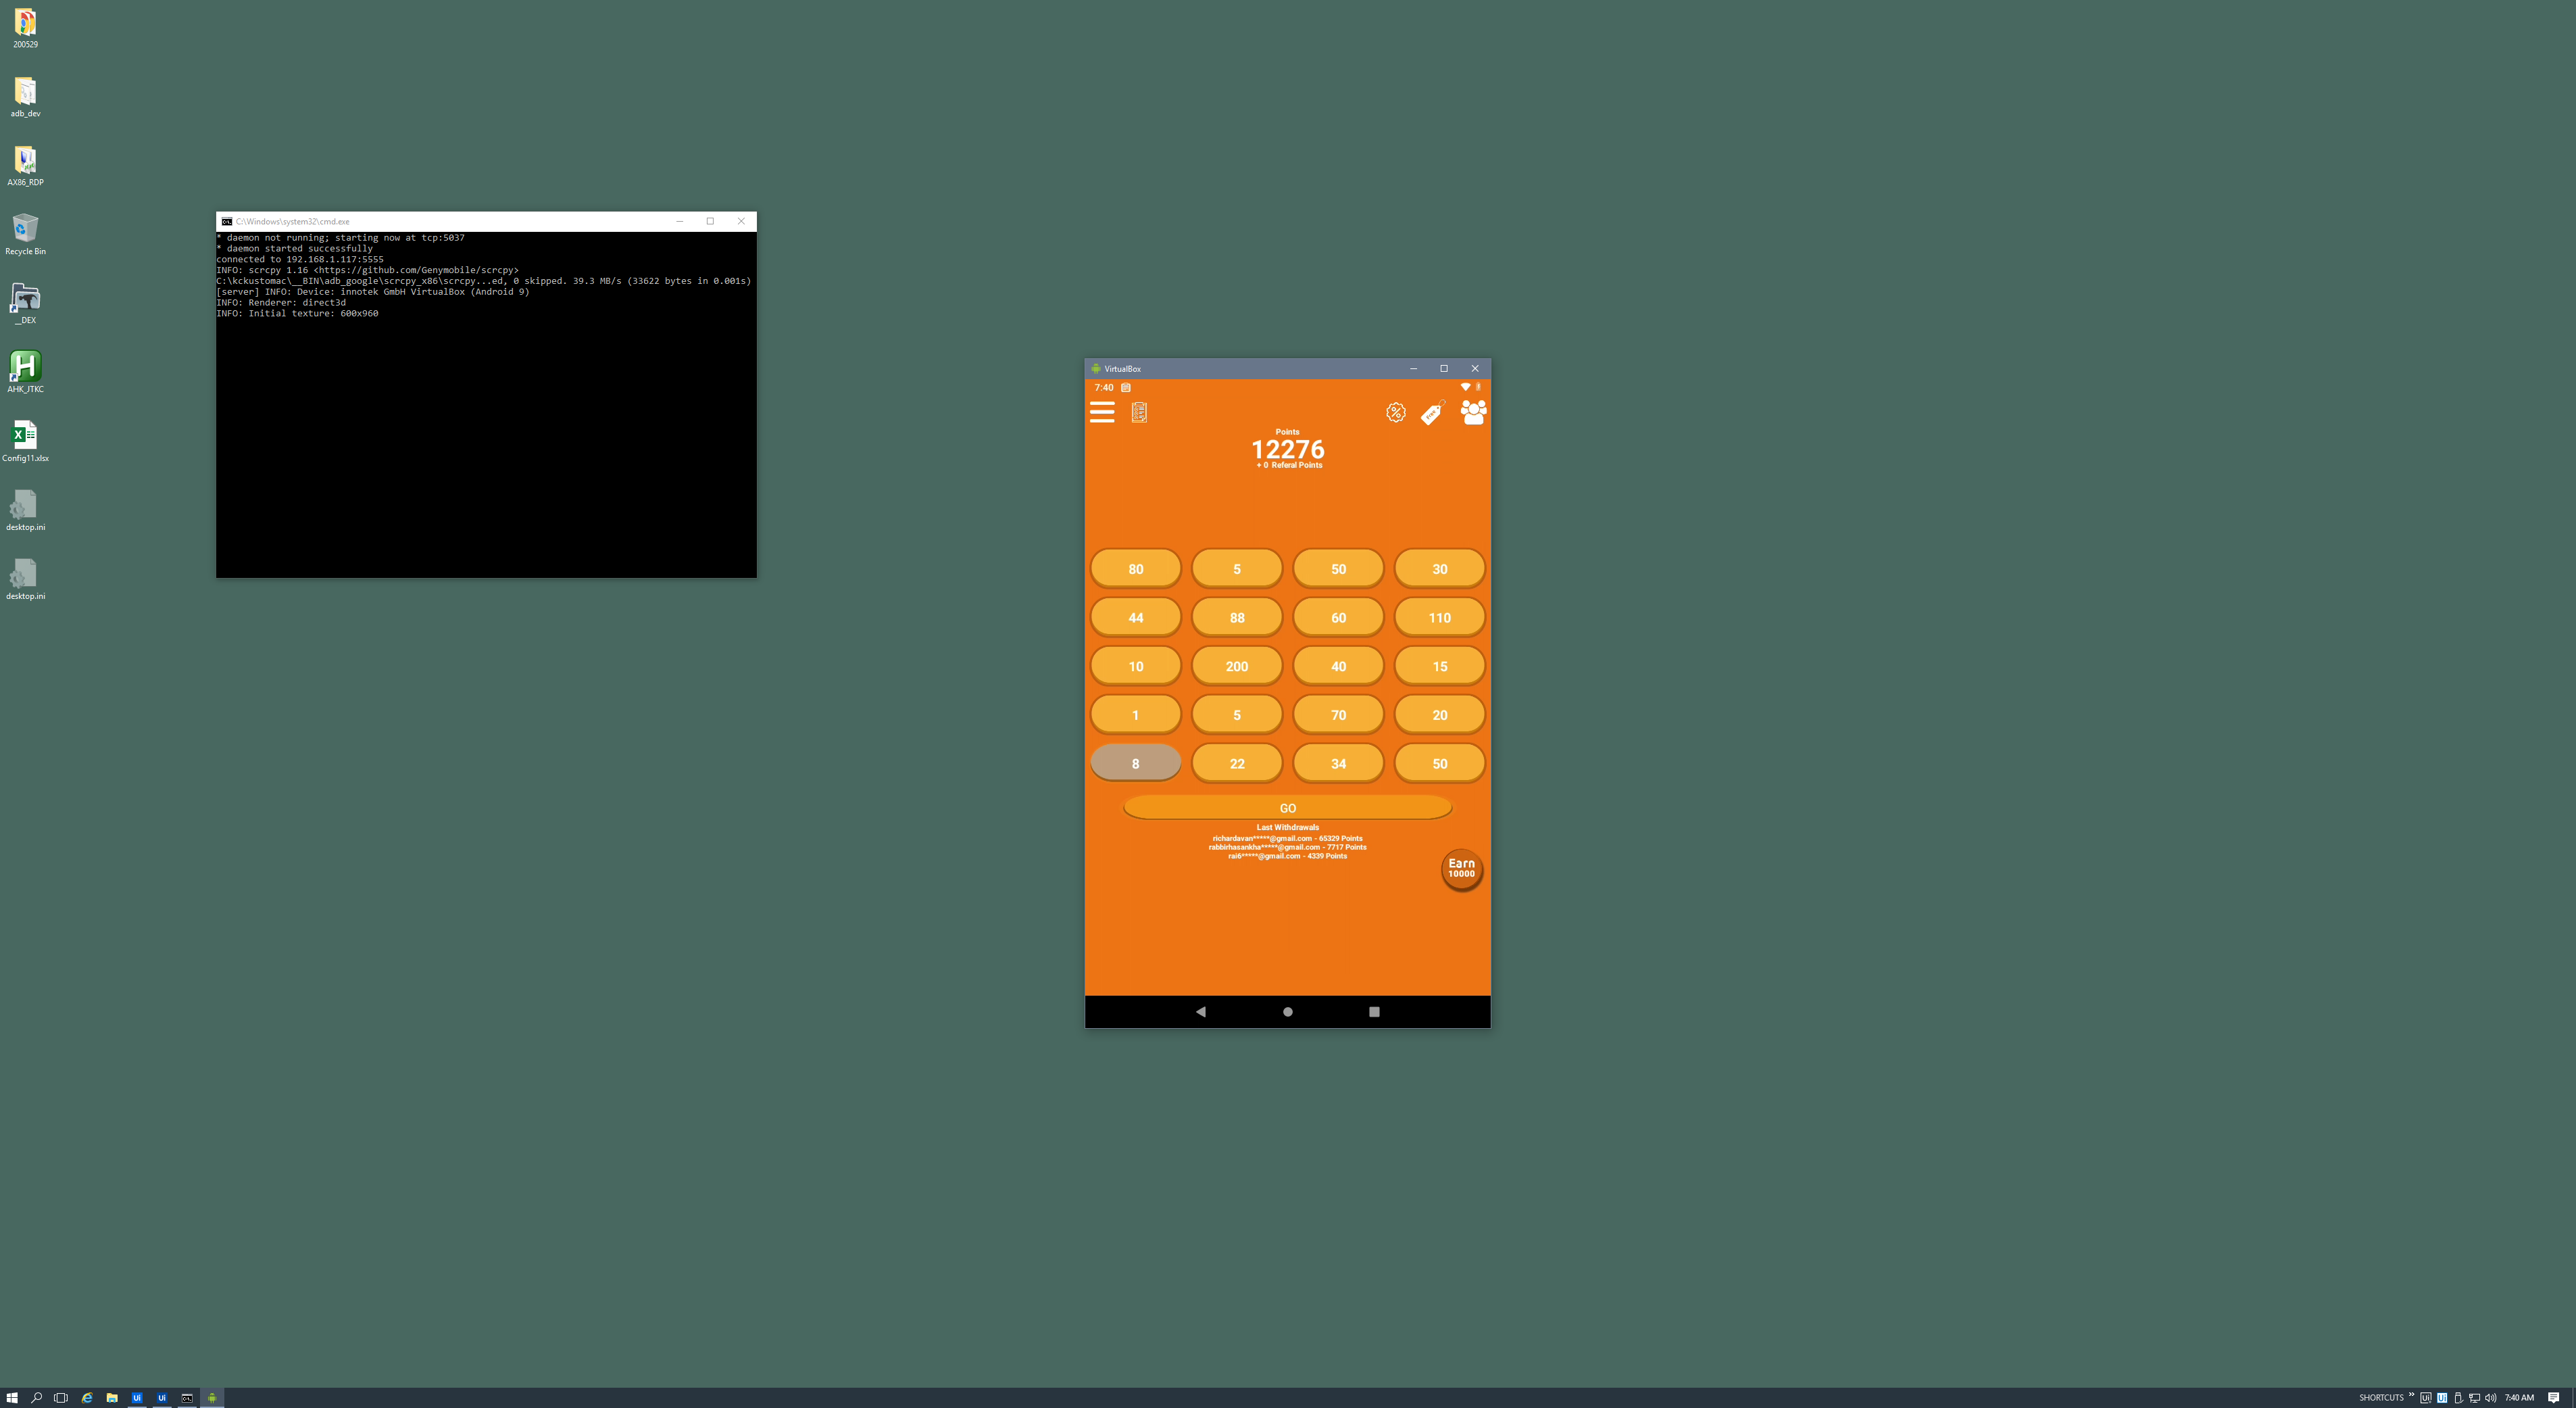 200529
adb_dev
AX86_RDP
Recycle Bin
__DEX
AHK_JTKC
Config11.xlsx
desktop.ini
desktop.ini
C:\Windows\system32\cmd.exe
* daemon not running; starting now at tcp:5037
* daemon started successfully
connected to 192.168.1.117:5555
INFO: scrcpy 1.16 <https://github.com/Genymobile/scrcpy>
C:\kckustomac\__BIN\adb_google\scrcpy_x86\scrcpy...ed, 0 skipped. 39.3 MB/s (33622 bytes in 0.001s)
[server] INFO: Device: innotek GmbH VirtualBox (Android 9)
INFO: Renderer: direct3d
INFO: Initial texture: 600x960
VirtualBox
7:40
Points
12276
+ 0 Referal Points
80 5 50 30
44 88 60 110
10 200 40 15
1 5 70 20
8 22 34 50
GO
Last Withdrawals
richardavan*****@gmail.com - 65329 Points
rabbirhasankha*****@gmail.com - 7717 Points
rai6*****@gmail.com - 4339 Points
Earn
10000
SHORTCUTS
7:40 AM